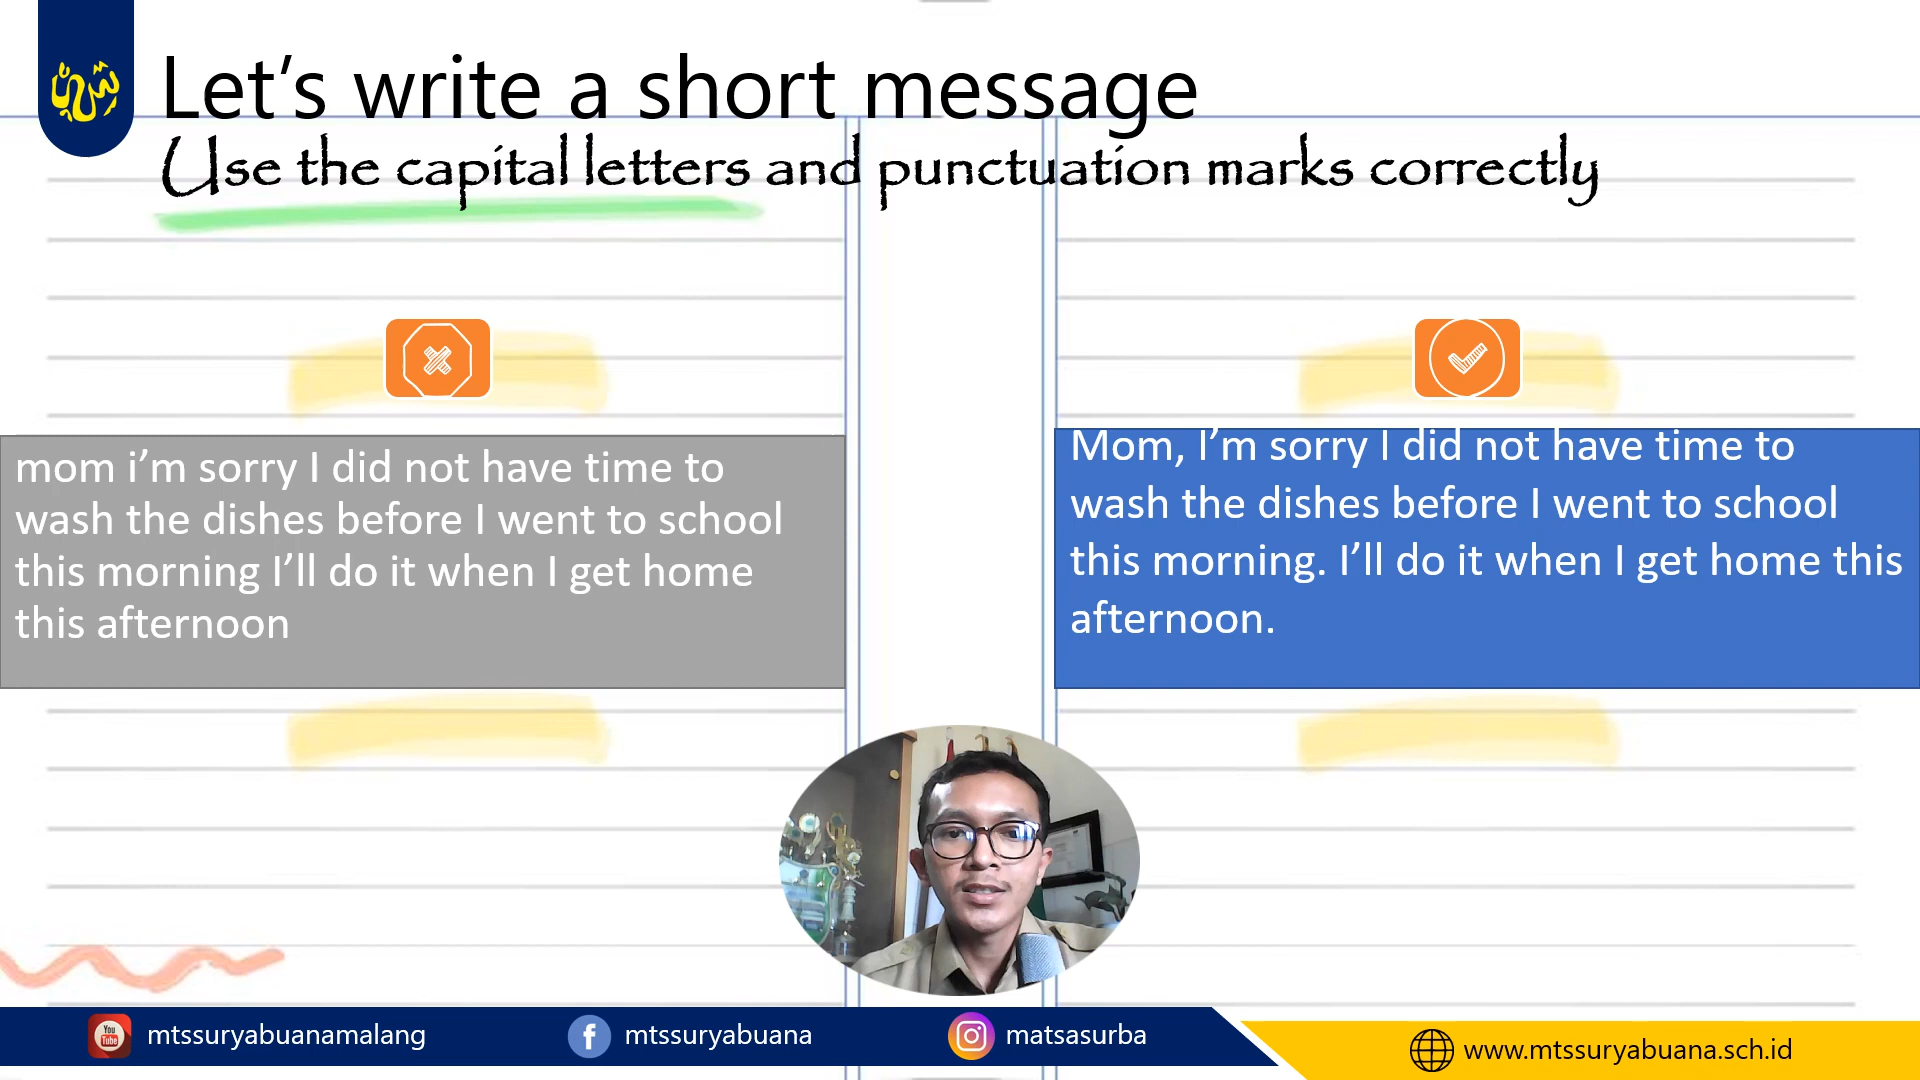 Let’s write a short message
Use the capital letters and punctuation marks correctly
mom i’m sorry I did not have time to
wash the dishes before I went to school
this morning I’ll do it when I get home
this afternoon
Mom, I’m sorry I did not have time to
wash the dishes before I went to school
this morning. I’ll do it when I get home this
afternoon.
You
Tube
mtssuryabuanamalang
mtssuryabuana
matsasurba
www.mtssuryabuana.sch.id